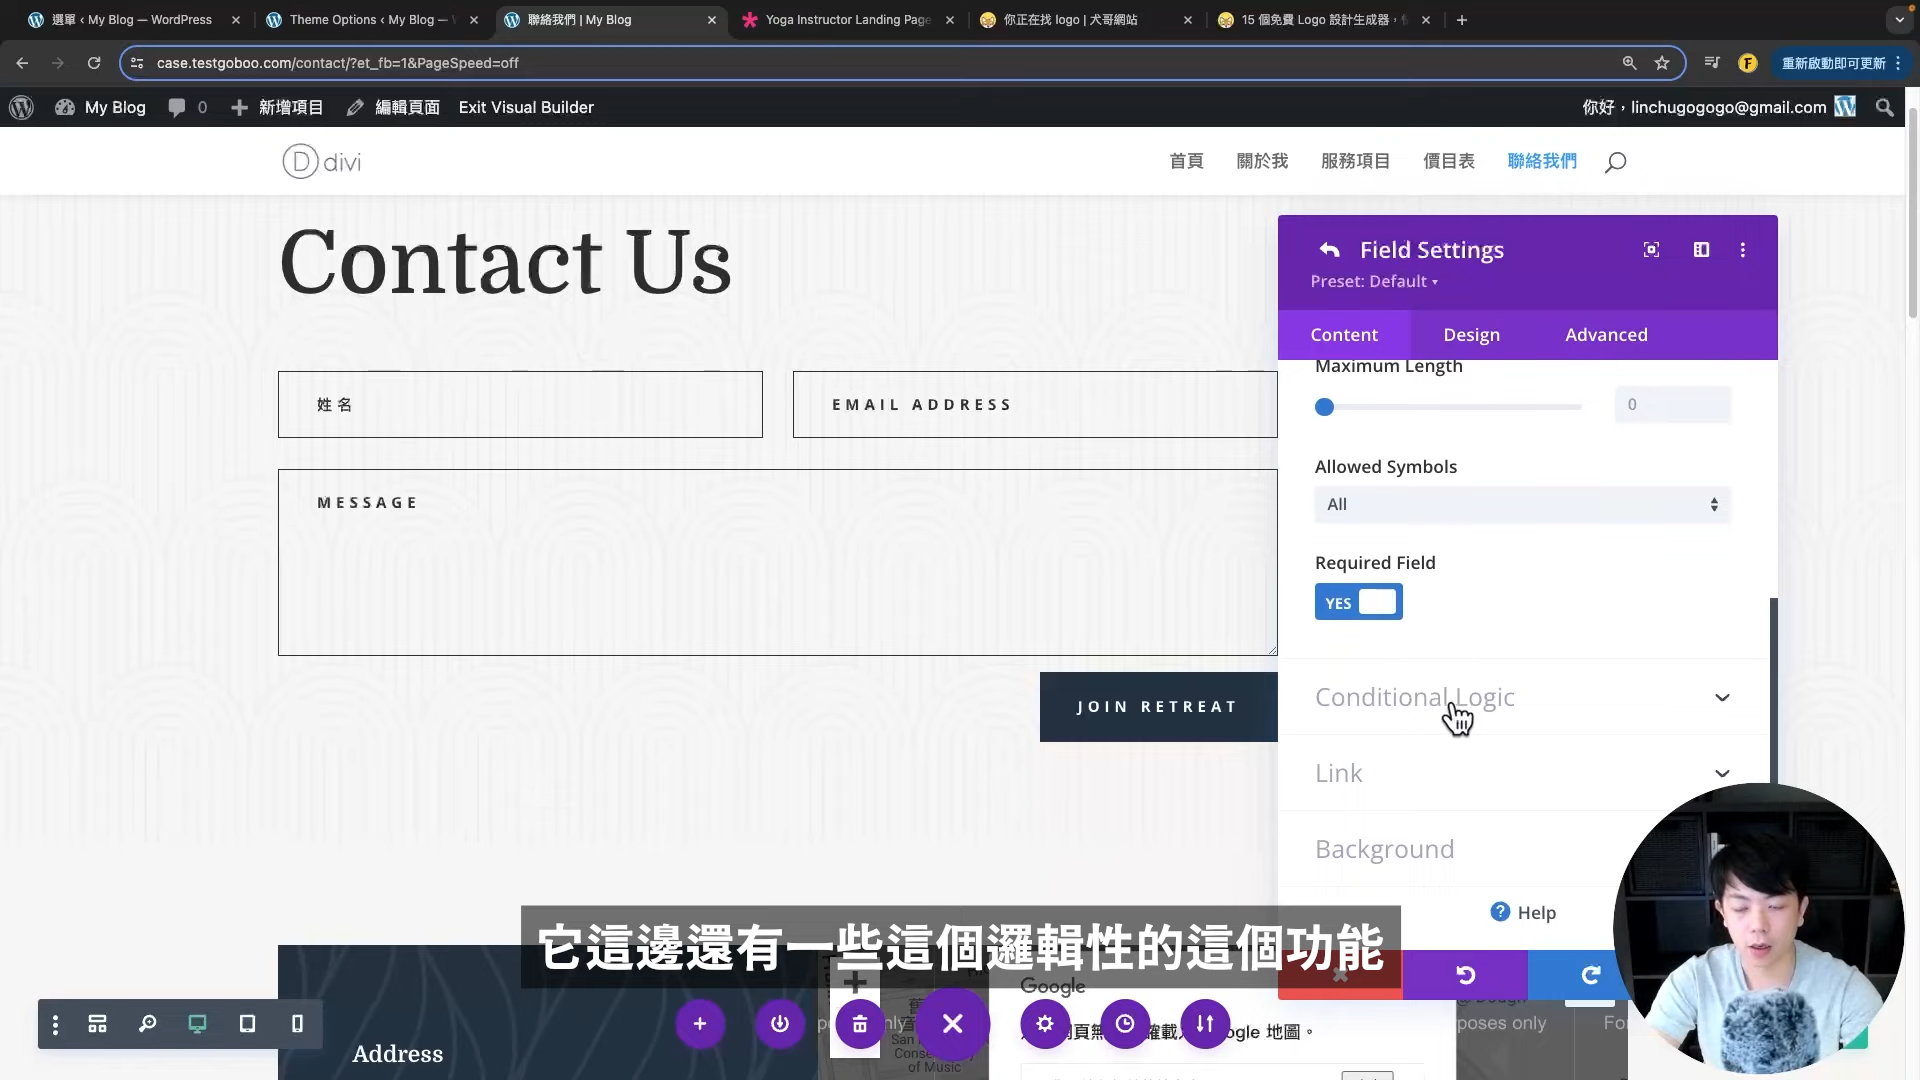 選單 ‹ My Blog — WordPress
Theme Options ‹ My Blog —
聯絡我們 | My Blog
Yoga Instructor Landing Page
你正在找 logo | 犬哥網站
15 個免費 Logo 設計生成器，
case.testgoboo.com/contact/?et_fb=1&PageSpeed=off
重新啟動即可更新
My Blog
0
新增項目
編輯頁面
Exit Visual Builder
你好，linchugogogo@gmail.com
D divi
首頁
關於我
服務項目
價目表
聯絡我們
Contact Us
姓名
EMAIL ADDRESS
MESSAGE
JOIN RETREAT
Field Settings
Preset: Default
Content
Design
Advanced
Maximum Length
0
Allowed Symbols
All
Required Field
YES
Conditional Logic
Link
Background
Help
它這邊還有一些這個邏輯性的這個功能
Google
San
Conse
of Music
poses only
For
Address